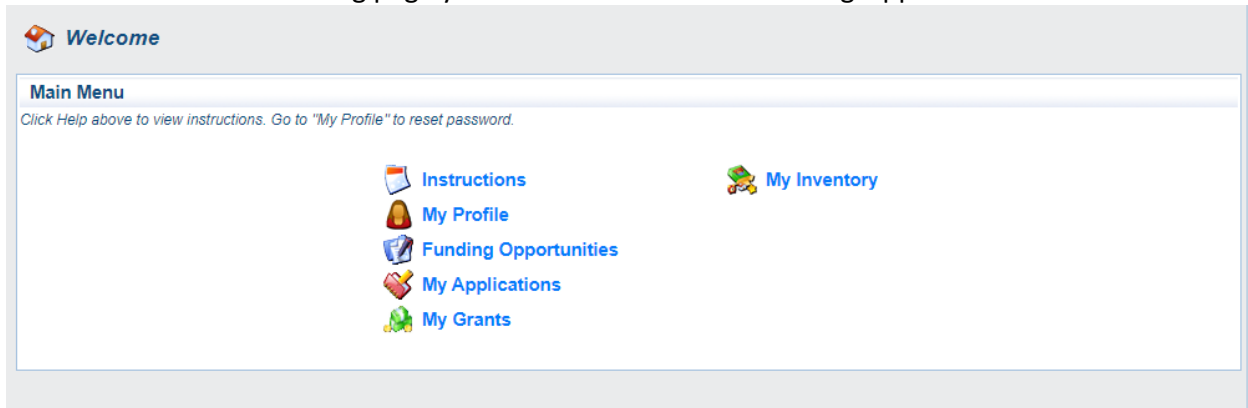 Welcome
Main Menu
Click Help above to view instructions. Go to "My Profile" to reset password.
Instructions
My Inventory
My Profile
Funding Opportunities
My Applications
My Grants